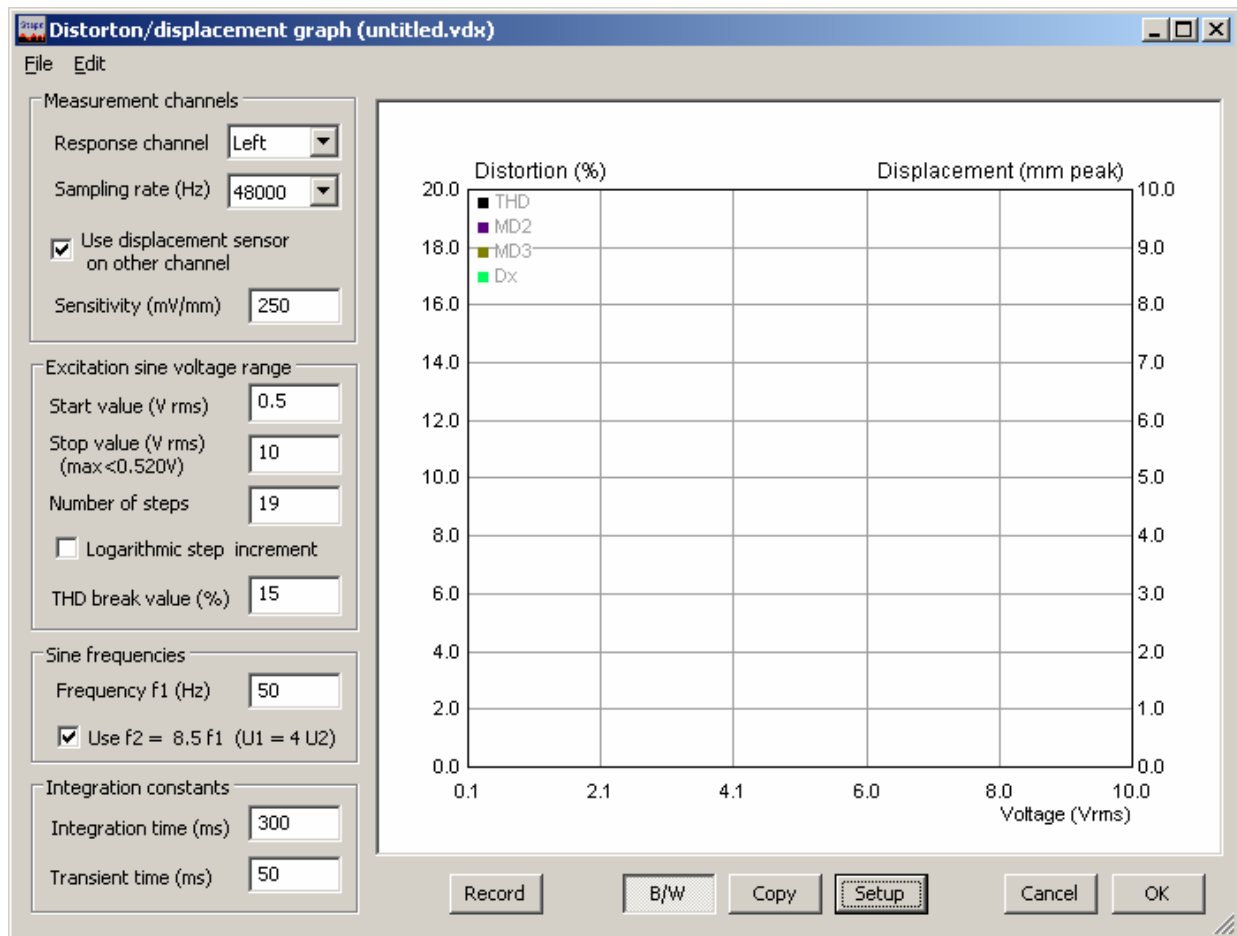 Distorton/displacement graph (untitled.vdx)
File Edit
Measurement channels
Response channel Left
Sampling rate (Hz) 48000
Use displacement sensor
on other channel
Sensitivity (mV/mm) 250
Excitation sine voltage range
Start value (V rms) 0.5
Stop value (V rms)
(max<0.520V) 10
Number of steps 19
Logarithmic step increment
THD break value (%) 15
Sine frequencies
Frequency f1 (Hz) 50
Use f2 = 8.5 f1 (U1 = 4 U2)
Integration constants
Integration time (ms) 300
Transient time (ms) 50
Distortion (%) Displacement (mm peak)
20.0 10.0
THD
MD2
18.0 MD3 9.0
Dx
16.0 8.0
14.0 7.0
12.0 6.0
10.0 5.0
8.0 4.0
6.0 3.0
4.0 2.0
2.0 1.0
0.0 0.0
0.1 2.1 4.1 6.0 8.0 10.0
Voltage (Vrms)
Record B/W Copy Setup Cancel OK